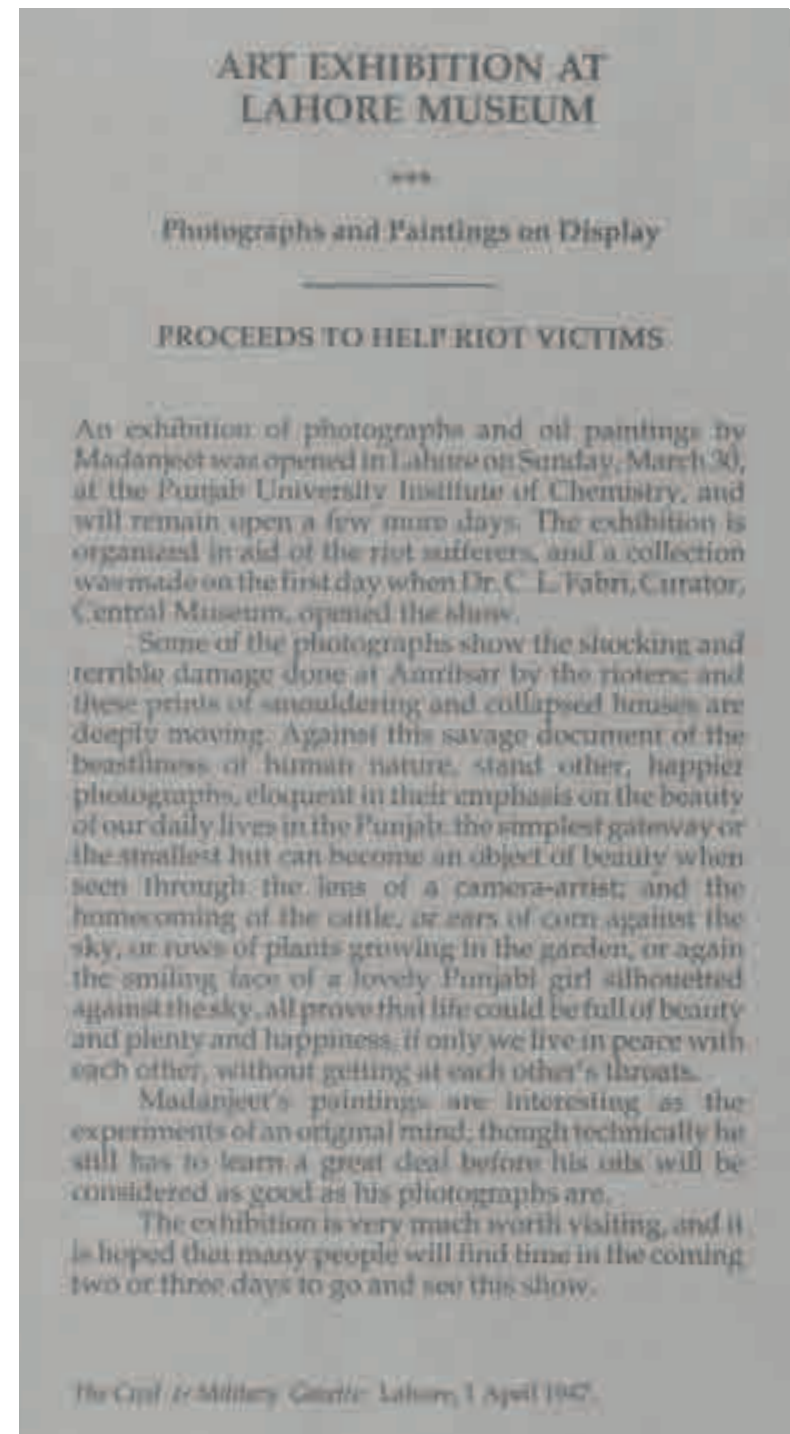 ART EXHIBITION AT
LAHORE MUSEUM
***
Photographs and Paintings on Display
PROCEEDS TO HELP RIOT VICTIMS
An exhibition of photographs and oil paintings by
Madanjeet was opened in Lahore on Sunday, March 30,
at the Punjab University Institute of Chemistry, and
will remain open a few more days. The exhibition is
organized in aid of the riot sufferers, and a collection
was made on the first day when Dr. C. L. Fabri, Curator,
Central Museum, opened the show.
Some of the photographs show the shocking and
terrible damage done at Amritsar by the rioters; and
these prints of smouldering and collapsed houses are
deeply moving. Against this savage document of the
beastliness of human nature, stand other, happier
photographs, eloquent in their emphasis on the beauty
of our daily lives in the Punjab: the simplest gateway or
the smallest hut can become an object of beauty when
seen through the lens of a camera-artist; and the
homecoming of the cattle, or ears of corn against the
sky, or rows of plants growing in the garden, or again
the smiling face of a lovely Punjabi girl silhouetted
against the sky, all prove that life could be full of beauty
and plenty and happiness, if only we live in peace with
each other, without getting at each other's throats.
Madanjeet's paintings are interesting as the
experiments of an original mind; though technically he
still has to learn a great deal before his oils will be
considered as good as his photographs are.
The exhibition is very much worth visiting, and it
is hoped that many people will find time in the coming
two or three days to go and see this show.
The Civil & Military Gazette: Lahore, 1 April 1947.